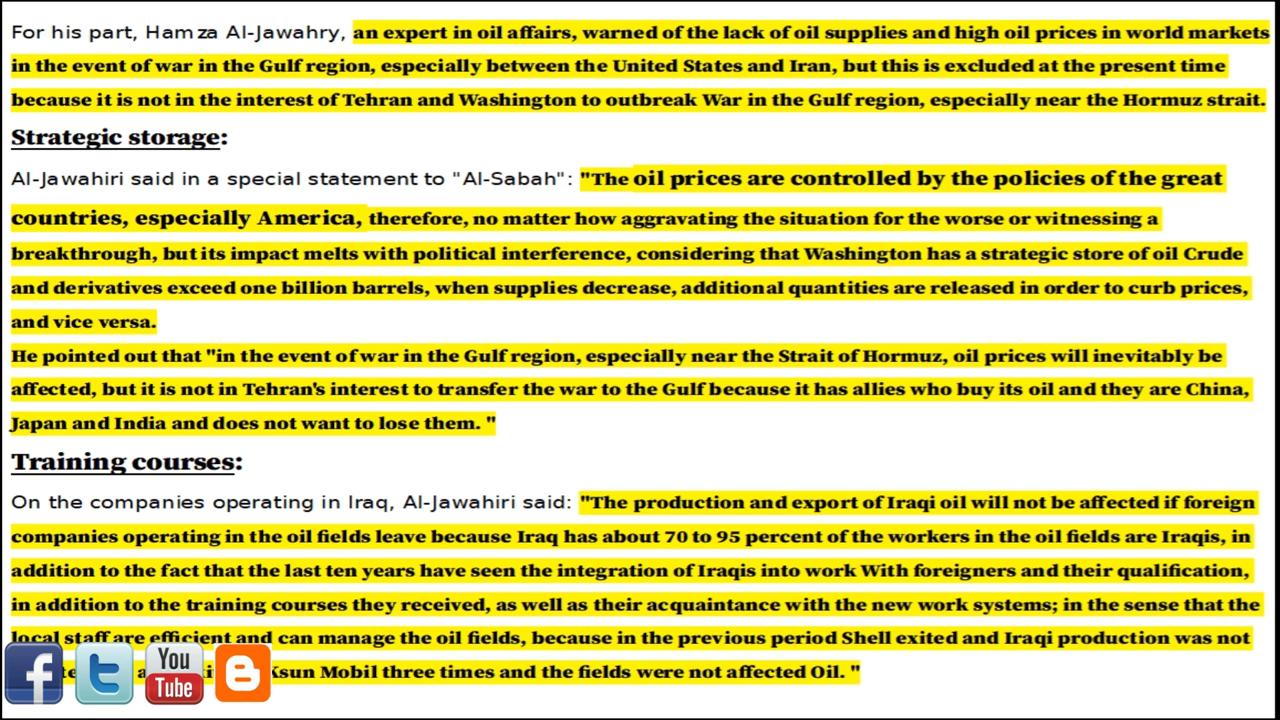 For his part, Hamza Al-Jawahry, an expert in oil affairs, warned of the lack of oil supplies and high oil prices in world markets
in the event of war in the Gulf region, especially between the United States and Iran, but this is excluded at the present time
because it is not in the interest of Tehran and Washington to outbreak War in the Gulf region, especially near the Hormuz strait.
Strategic storage:
Al-Jawahiri said in a special statement to "Al-Sabah": "The oil prices are controlled by the policies of the great
countries, especially America, therefore, no matter how aggravating the situation for the worse or witnessing a
breakthrough, but its impact melts with political interference, considering that Washington has a strategic store of oil Crude
and derivatives exceed one billion barrels, when supplies decrease, additional quantities are released in order to curb prices,
and vice versa.
He pointed out that "in the event of war in the Gulf region, especially near the Strait of Hormuz, oil prices will inevitably be
affected, but it is not in Tehran's interest to transfer the war to the Gulf because it has allies who buy its oil and they are China,
Japan and India and does not want to lose them. "
Training courses:
On the companies operating in Iraq, Al-Jawahiri said: "The production and export of Iraqi oil will not be affected if foreign
companies operating in the oil fields leave because Iraq has about 70 to 95 percent of the workers in the oil fields are Iraqis, in
addition to the fact that the last ten years have seen the integration of Iraqis into work With foreigners and their qualification,
in addition to the training courses they received, as well as their acquaintance with the new work systems; in the sense that the
local staff are efficient and can manage the oil fields, because in the previous period Shell exited and Iraqi production was not
Mobil three times and the fields were not affected Oil. "
You
Tube